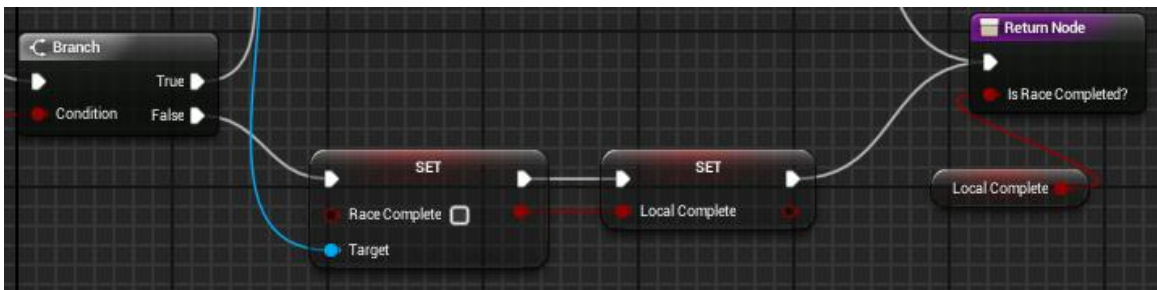 Branch
True
Condition
False
SET
Race Complete
Target
SET
Local Complete
Return Node
Is Race Completed?
Local Complete